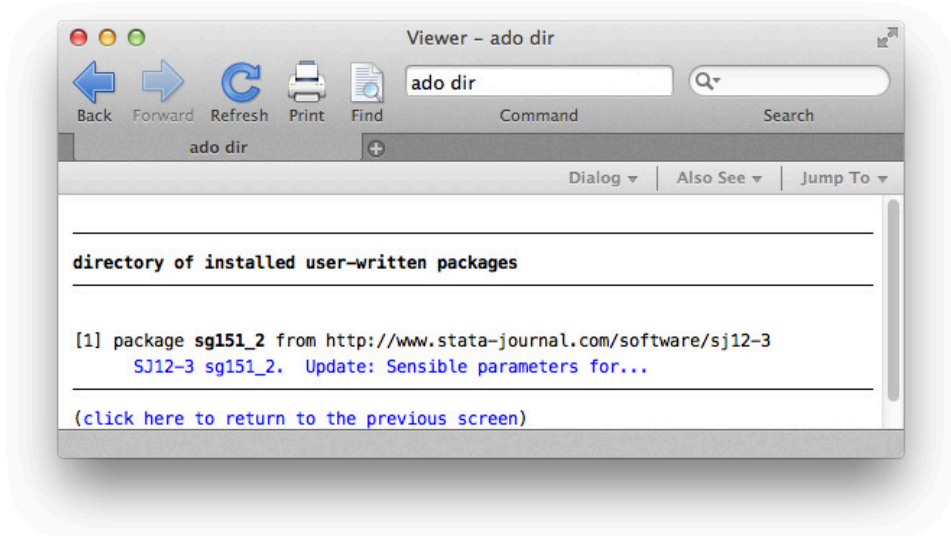 Viewer – ado dir
ado dir
Back Forward Refresh Print Find Command Search
ado dir
Dialog Also See Jump To
directory of installed user–written packages
[1] package sg151_2 from http://www.stata–journal.com/software/sj12–3
SJ12–3 sg151_2. Update: Sensible parameters for...
(click here to return to the previous screen)